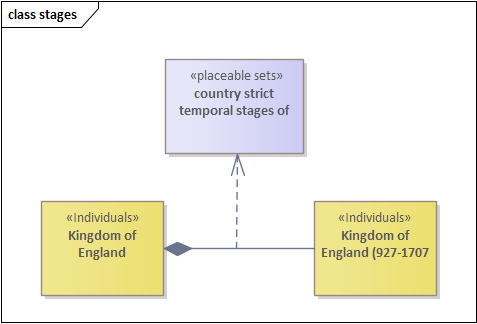 class stages
«placeable sets»
country strict
temporal stages of
«Individuals»
Kingdom of
England
«Individuals»
Kingdom of
England (927-1707